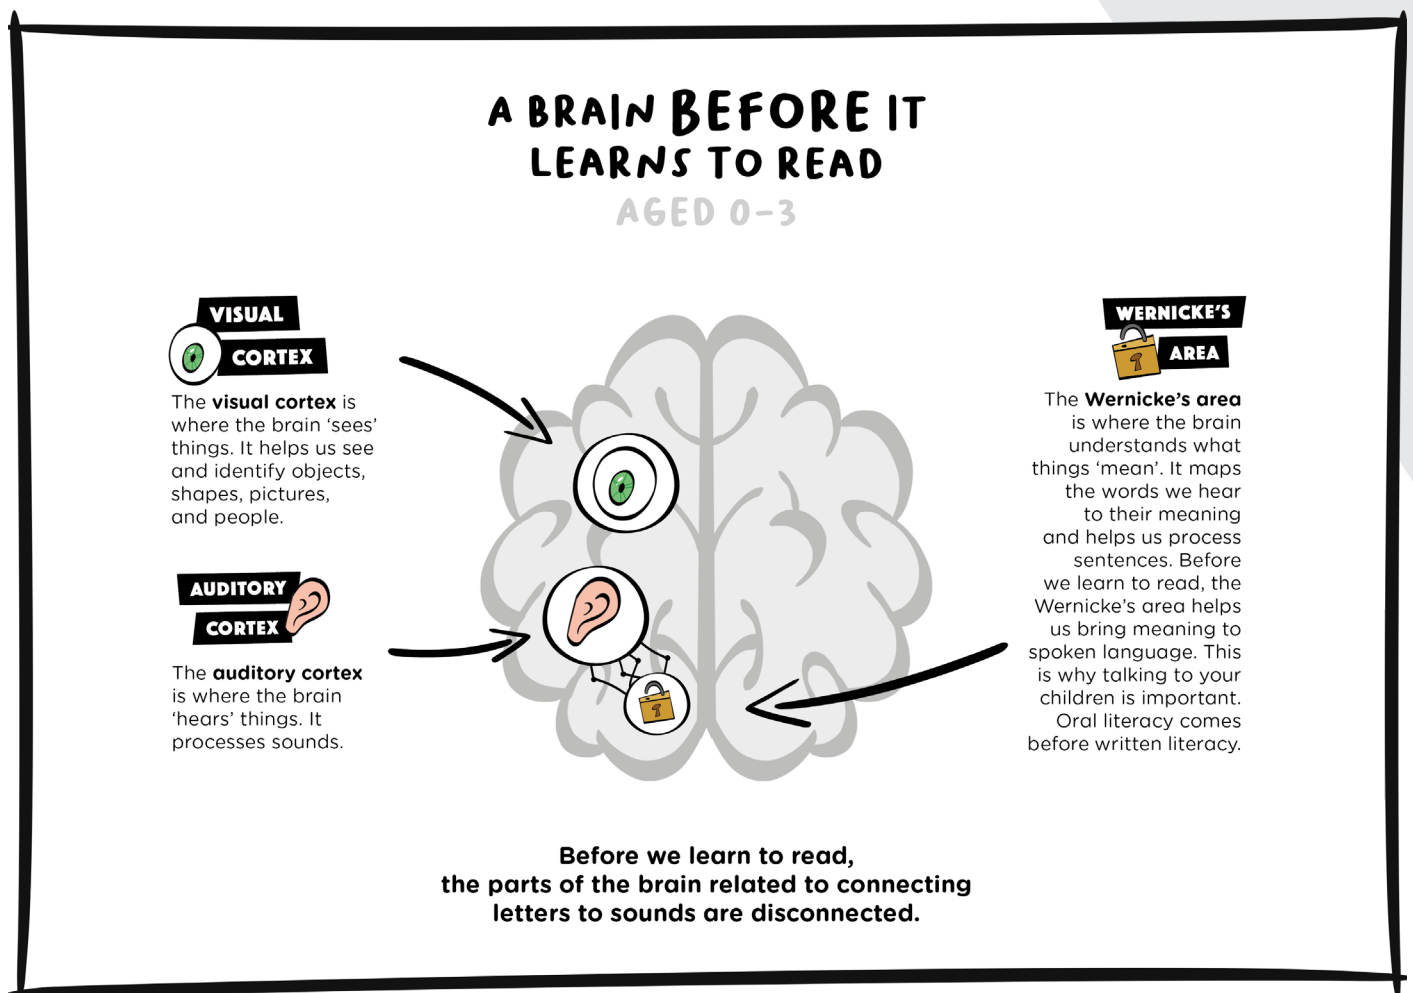 A BRAIN BEFORE IT
LEARNS TO READ
AGED 0-3
VISUAL
CORTEX
The visual cortex is
where the brain ‘sees’
things. It helps us see
and identify objects,
shapes, pictures,
and people.
AUDITORY
CORTEX
The auditory cortex
is where the brain
‘hears’ things. It
processes sounds.
WERNICKE’S
AREA
The Wernicke’s area
is where the brain
understands what
things ‘mean’. It maps
the words we hear
to their meaning
and helps us process
sentences. Before
we learn to read, the
Wernicke’s area helps
us bring meaning to
spoken language. This
is why talking to your
children is important.
Oral literacy comes
before written literacy.
Before we learn to read,
the parts of the brain related to connecting
letters to sounds are disconnected.